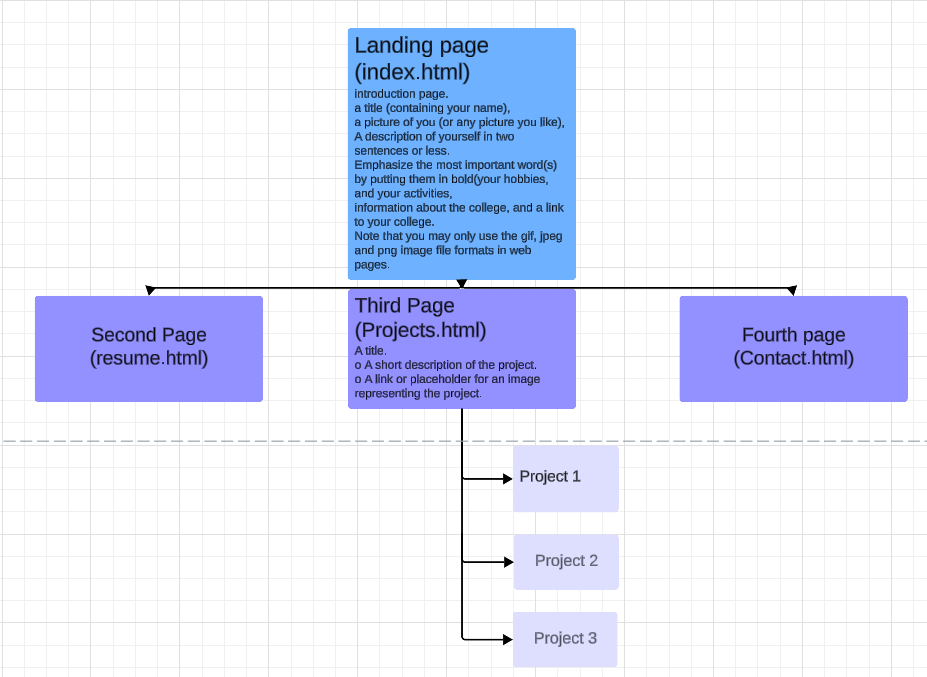 Landing page
(index.html)
introduction page.
a title (containing your name),
a picture of you (or any picture you like),
A description of yourself in two
sentences or less.
Emphasize the most important word(s)
by putting them in bold(your hobbies,
and your activities,
information about the college, and a link
to your college.
Note that you may only use the gif, jpeg
and png image file formats in web
pages.
Second Page
(resume.html)
Third Page
(Projects.html)
A title.
o A short description of the project.
o A link or placeholder for an image
representing the project.
Fourth page
(Contact.html)
Project 1
Project 2
Project 3